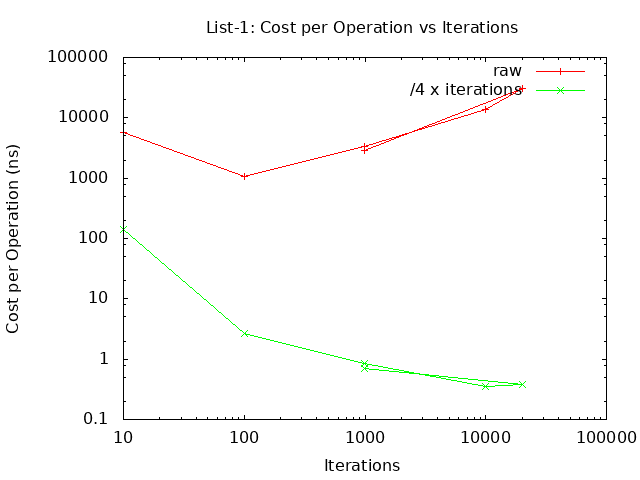 List-1: Cost per Operation vs Iterations
raw
/4 x iterations
Cost per Operation (ns)
100000
10000
1000
100
10
1
0.1
10 100 1000 10000 100000
Iterations